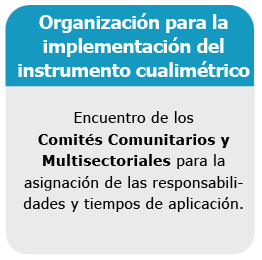 Organización para la
implementación del
instrumento cualimétrico
Encuentro de los
Comités Comunitarios y
Multisectoriales para la
asignación de las responsabili-
dades y tiempos de aplicación.